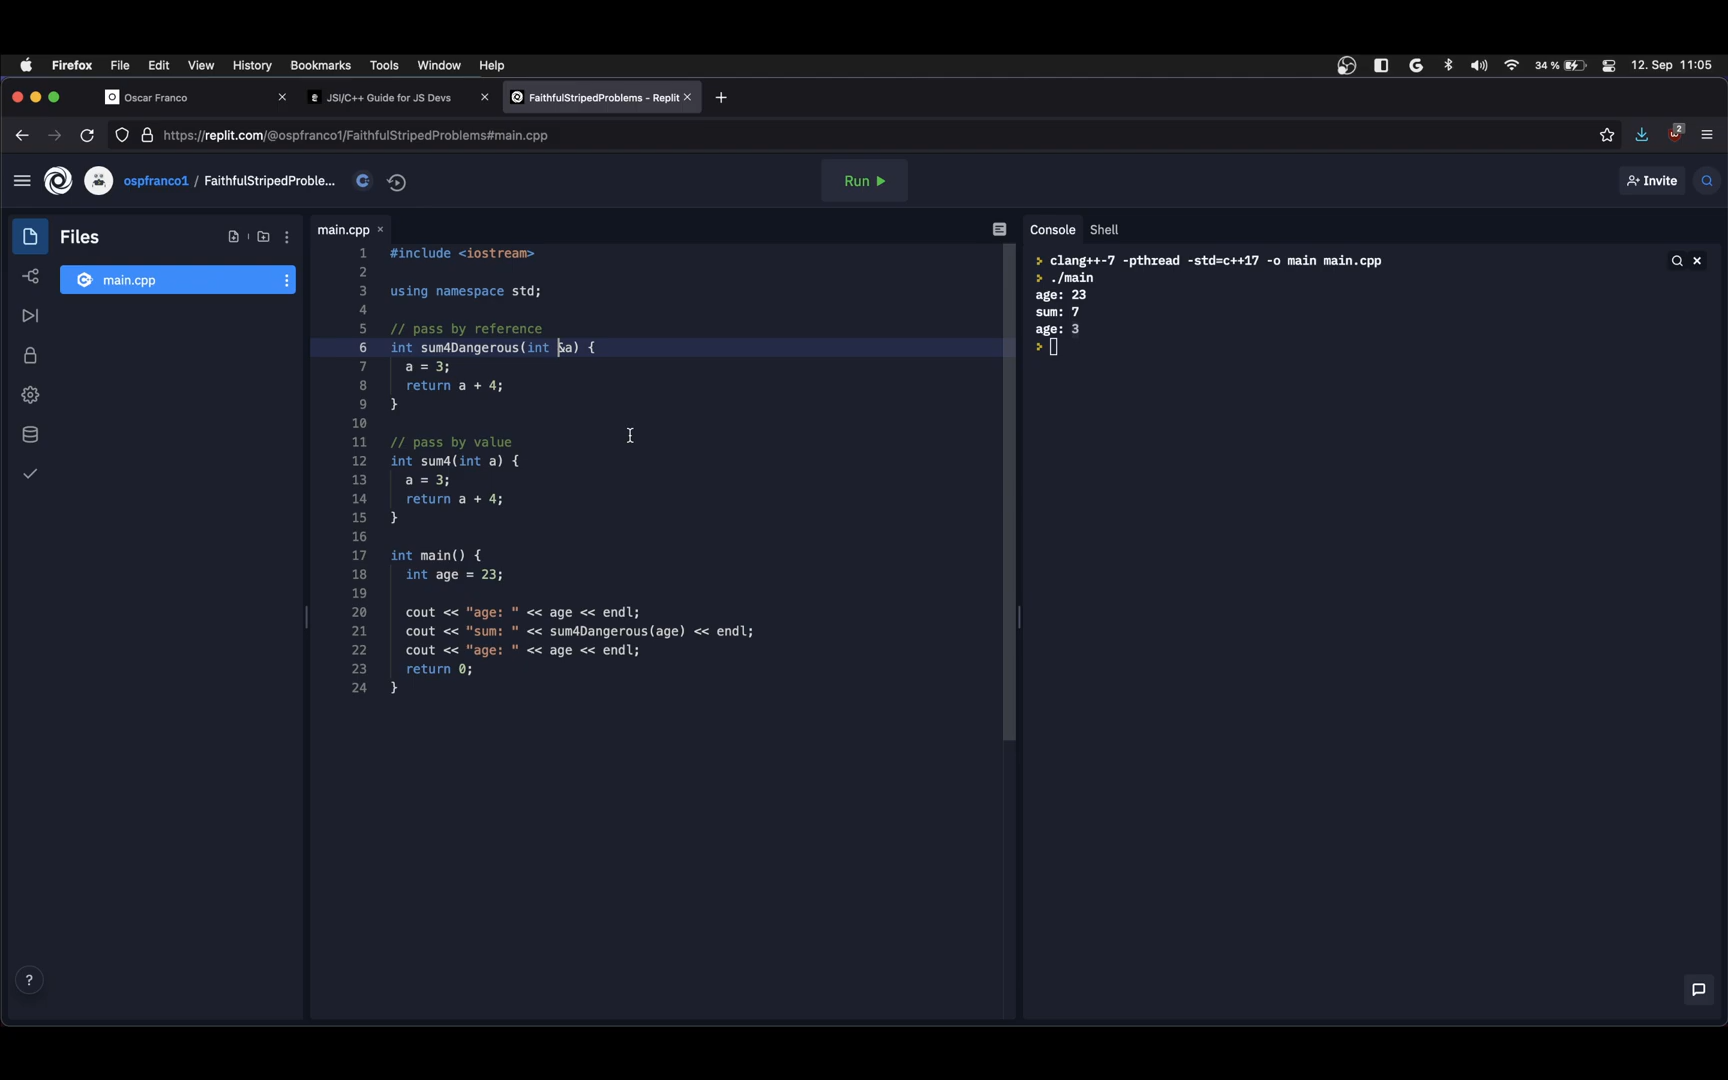 Firefox File Edit View History Bookmarks Tools Window Help 34 % 12. Sep 11:05
Oscar Franco JSI/C++ Guide for JS Devs FaithfulStripedProblems - Replit
https://replit.com/@ospfranco1/FaithfulStripedProblems#main.cpp 2
ospfranco1 / FaithfulStripedProble... Run Invite
Files
main.cpp
main.cpp
1 #include <iostream>
2
3 using namespace std;
4
5 // pass by reference
6 int sum4Dangerous(int &a) {
7 a = 3;
8 return a + 4;
9 }
10
11 // pass by value
12 int sum4(int a) {
13 a = 3;
14 return a + 4;
15 }
16
17 int main() {
18 int age = 23;
19
20 cout << "age: " << age << endl;
21 cout << "sum: " << sum4Dangerous(age) << endl;
22 cout << "age: " << age << endl;
23 return 0;
24 }
Console Shell
clang++-7 -pthread -std=c++17 -o main main.cpp
./main
age: 23
sum: 7
age: 3
?